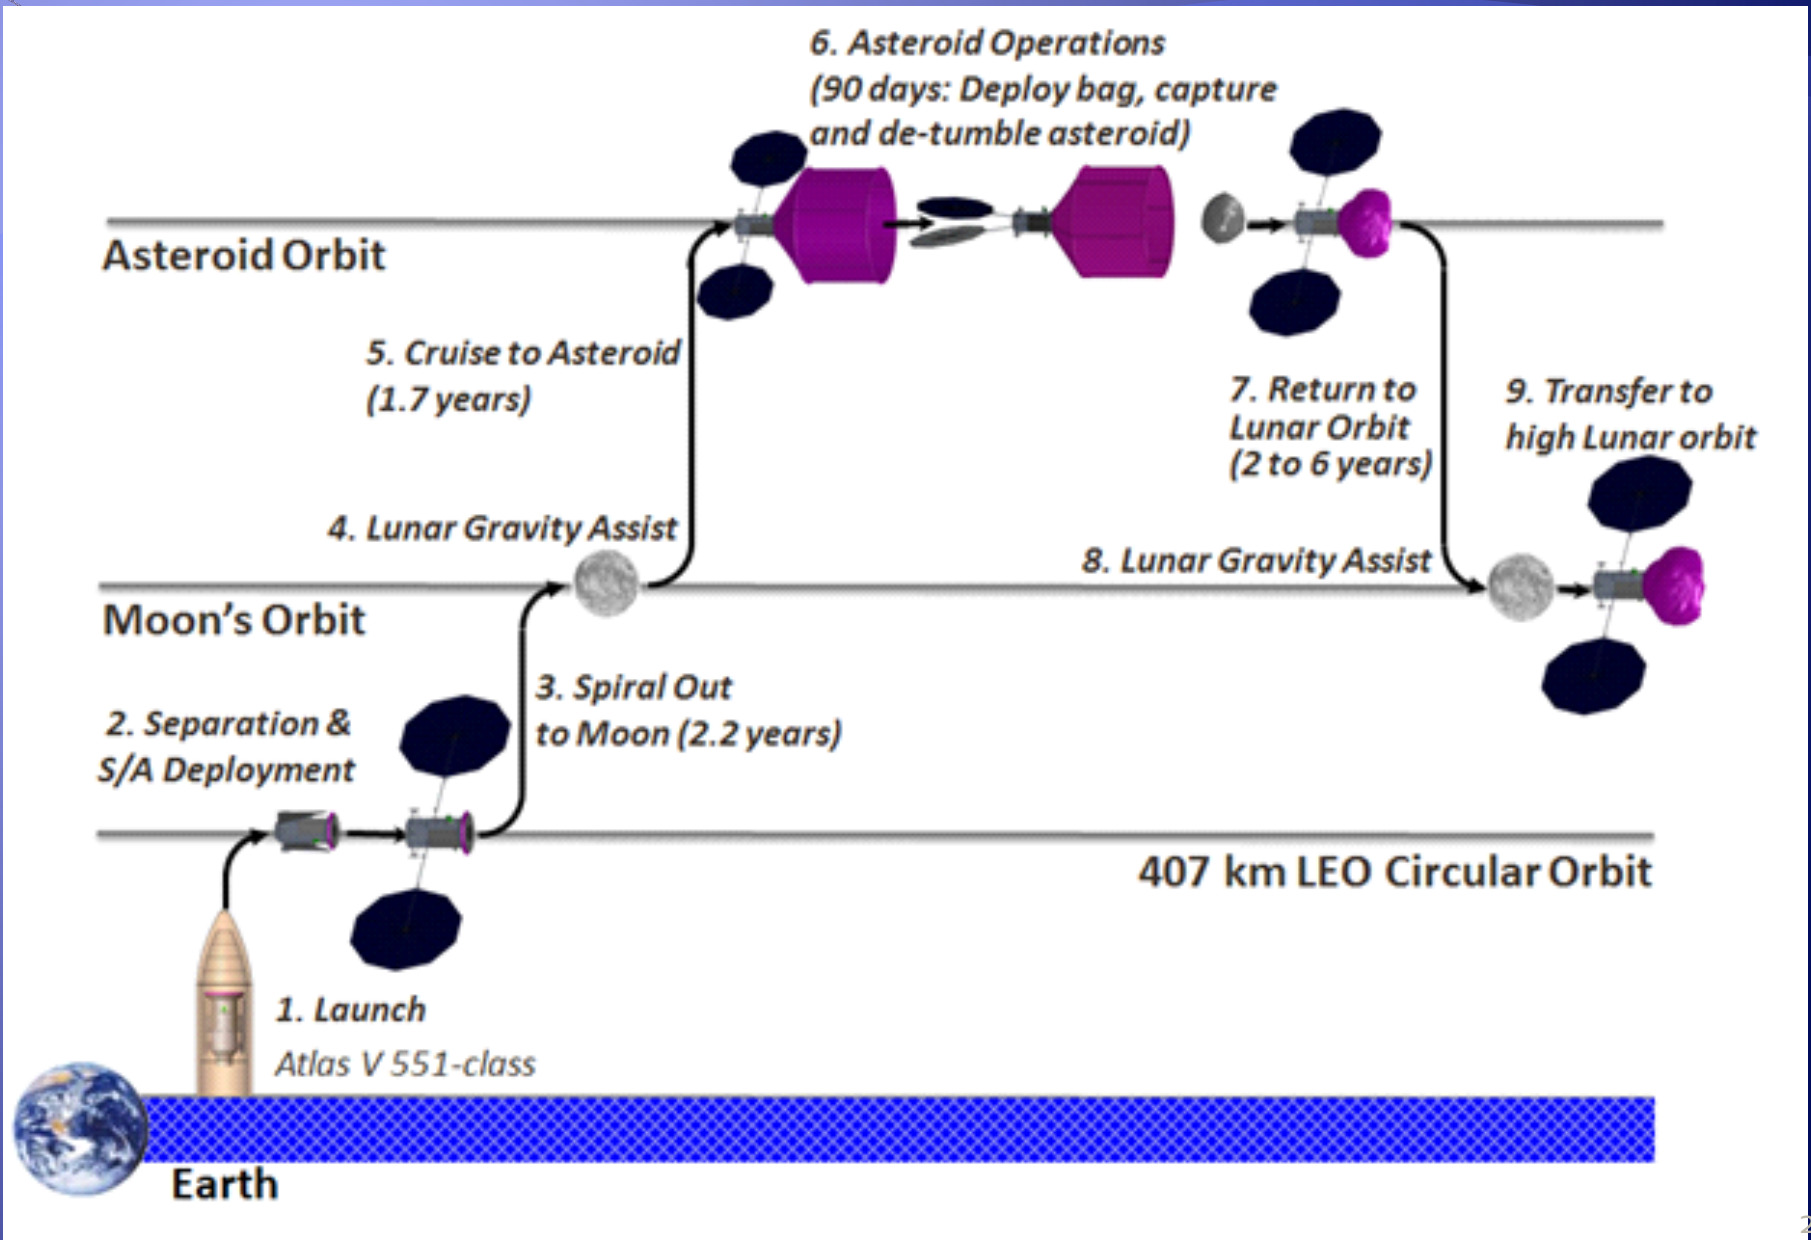 6. Asteroid Operations
(90 days: Deploy bag, capture
and de-tumble asteroid)
Asteroid Orbit
5. Cruise to Asteroid
(1.7 years)
7. Return to
Lunar Orbit
(2 to 6 years)
9. Transfer to
high Lunar orbit
4. Lunar Gravity Assist
8. Lunar Gravity Assist
Moon's Orbit
3. Spiral Out
to Moon (2.2 years)
2. Separation &
S/A Deployment
407 km LEO Circular Orbit
1. Launch
Atlas V 551-class
Earth